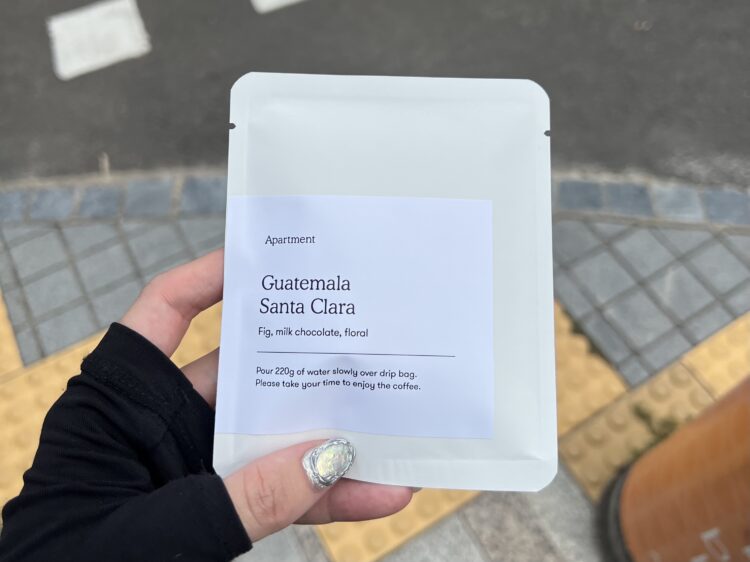 Apartment
Guatemala
Santa Clara
Fig, milk chocolate, floral
Pour 220g of water slowly over drip bag.
Please take your time to enjoy the coffee.